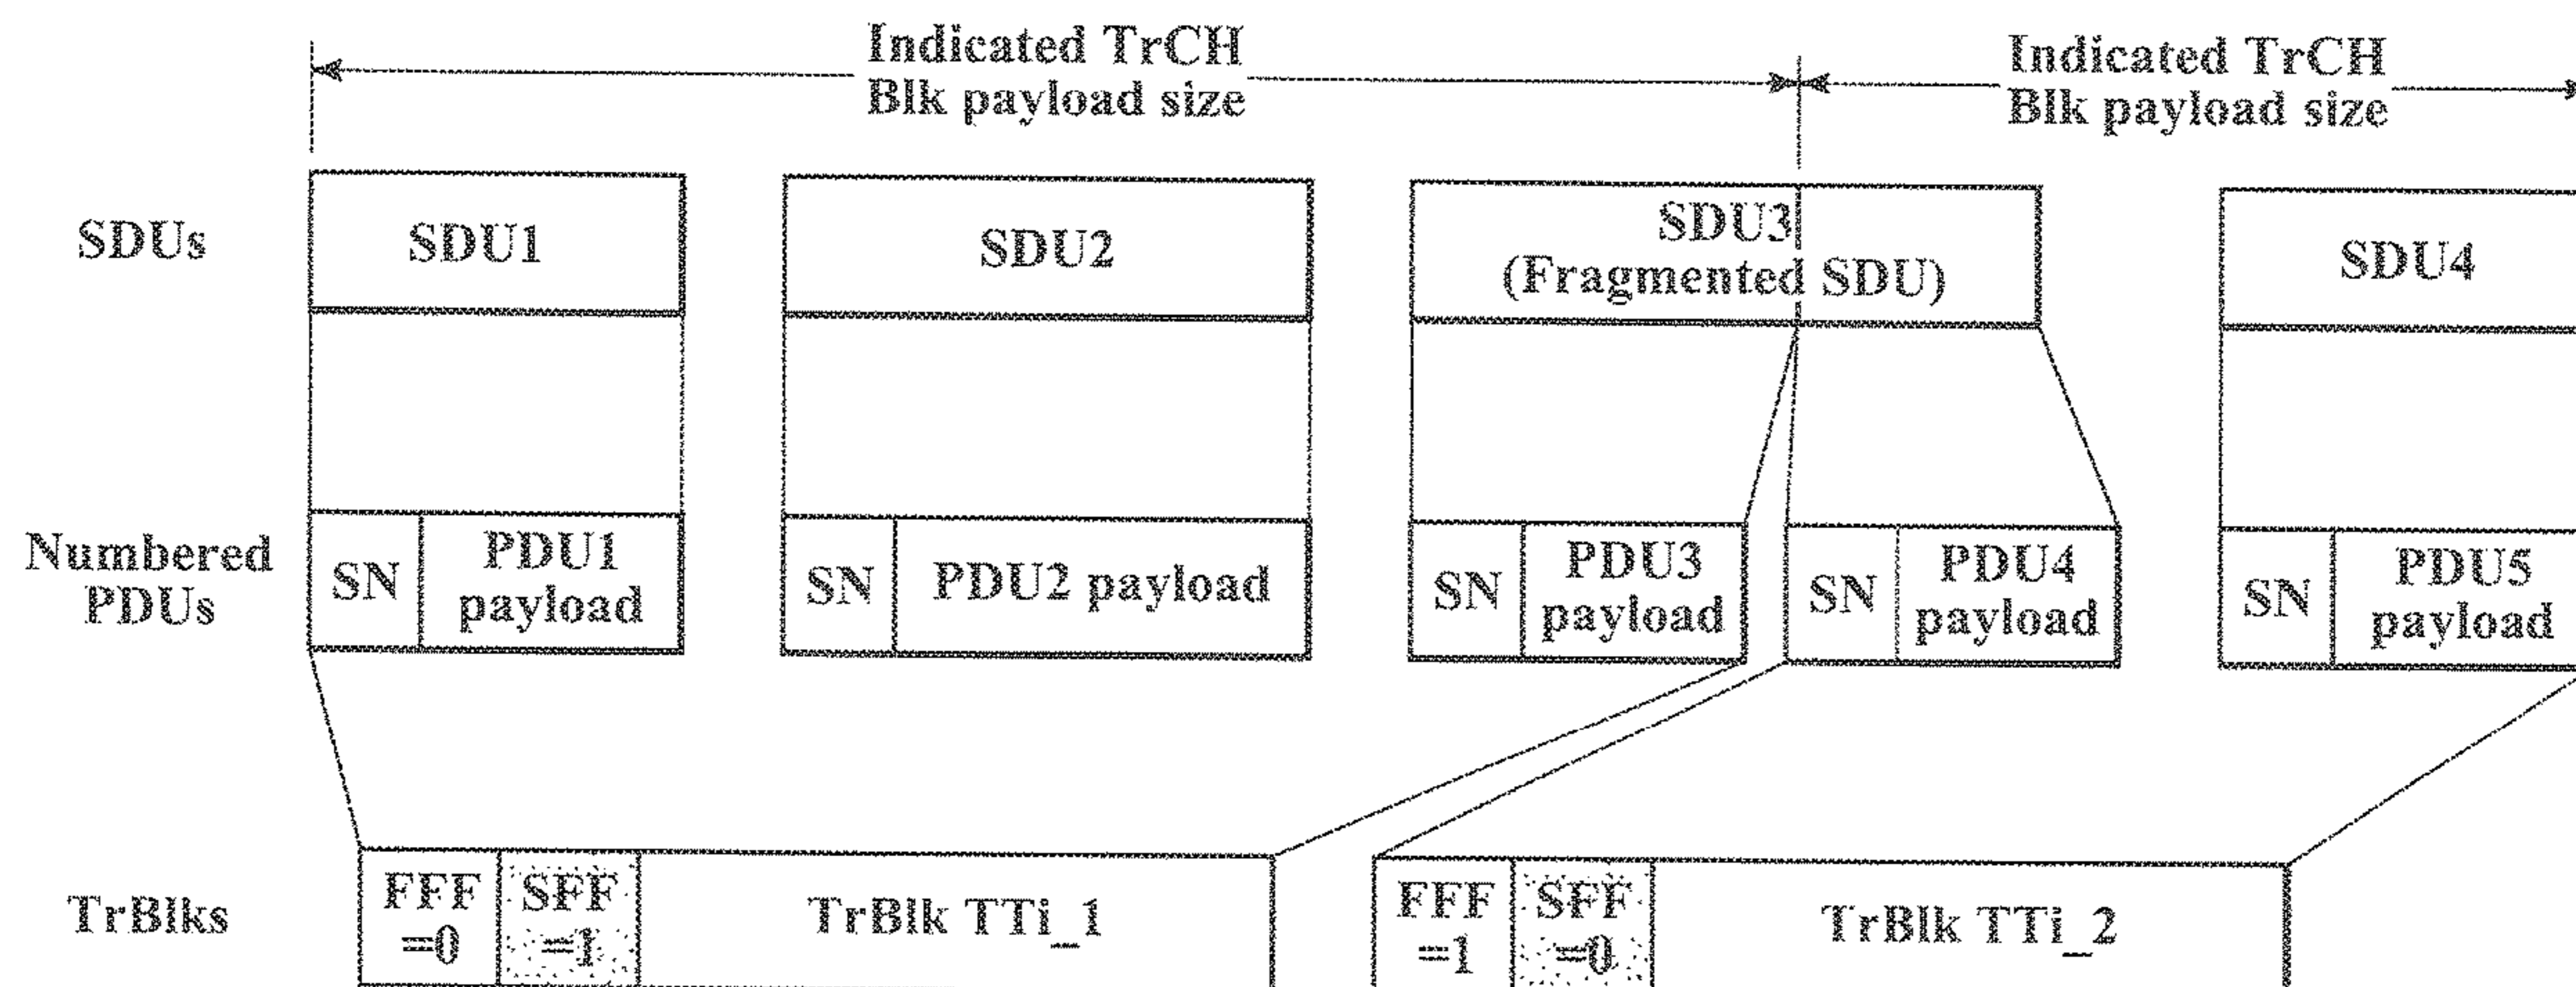 Indicated TrCH
Blk payload size
Indicated TrCH
Blk payload size
SDUs
SDU1
SDU2
SDU3
(Fragmented SDU)
SDU4
Numbered
PDUs
SN
PDU1
payload
SN
PDU2 payload
SN
PDU3
payload
SN
PDU4
payload
SN
PDU5
payload
TrBlks
FFF
=0
SFF
=1
TrBlk TTi_1
FFF
=1
SFF
=0
TrBlk TTi_2